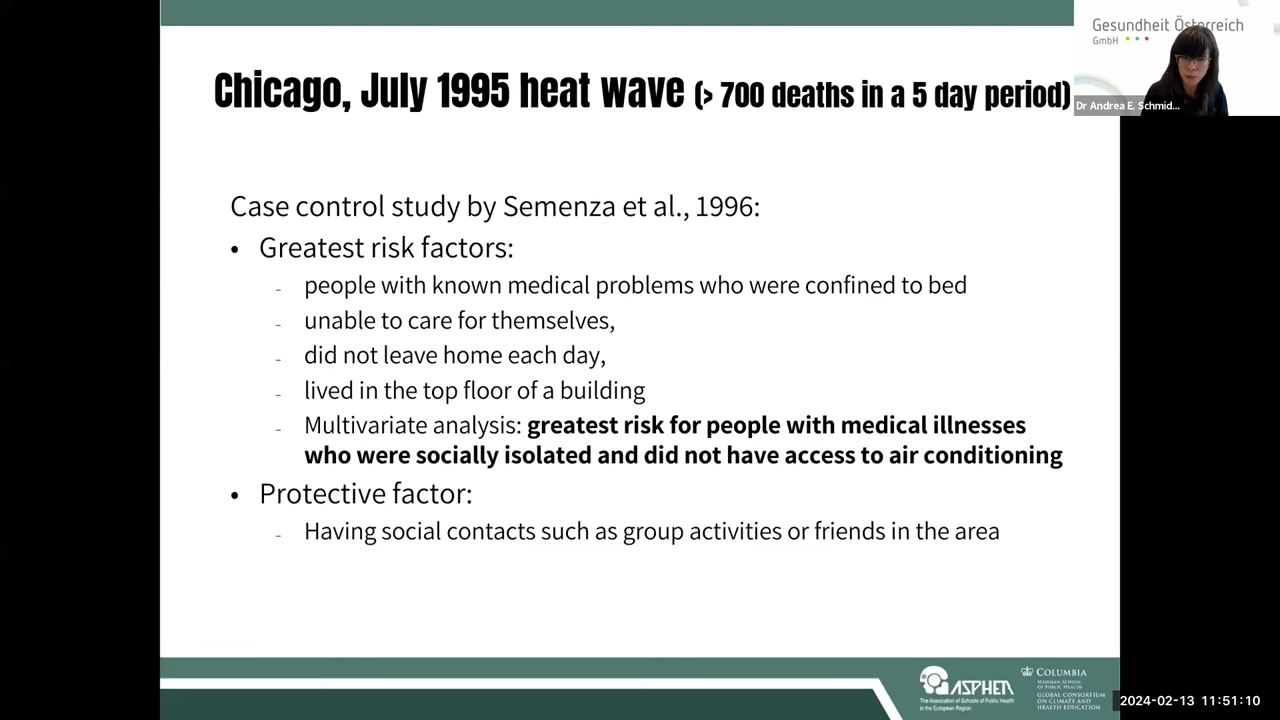 Chicago, July 1995 heat wave (> 700 deaths in a 5 day period)
Gesundheit Österreich
GmbH
Dr Andrea E. Schmid...
Case control study by Semenza et al., 1996:
• Greatest risk factors:
- people with known medical problems who were confined to bed
- unable to care for themselves,
- did not leave home each day,
- lived in the top floor of a building
- Multivariate analysis: greatest risk for people with medical illnesses
who were socially isolated and did not have access to air conditioning
• Protective factor:
- Having social contacts such as group activities or friends in the area
ASPHER
The Association of Schools of Public Health
in the European Region
COLUMBIA
MAILMAN SCHOOL
OF PUBLIC HEALTH
GLOBAL CONSORTIUM
ON CLIMATE AND
HEALTH EDUCATION
2024-02-13 11:51:10